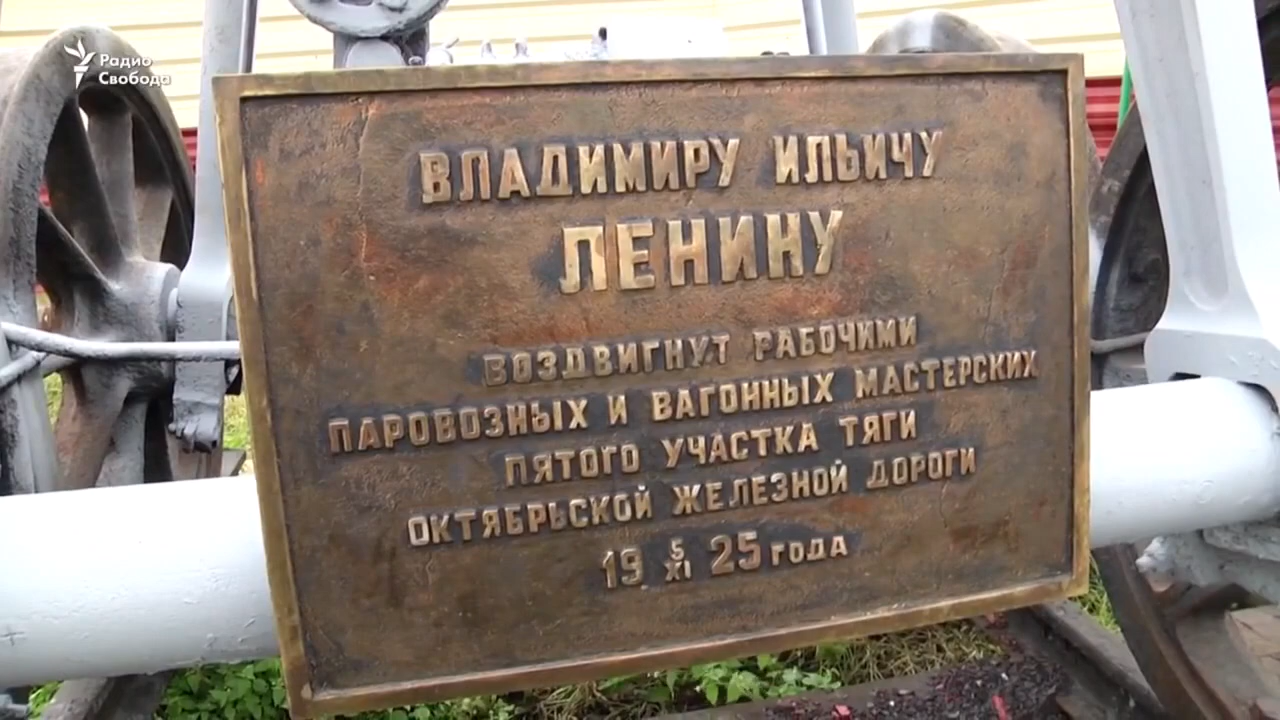 Радио
Свобода
ВЛАДИМИРУ ИЛЬИЧУ
ЛЕНИНУ
ВОЗДВИГНУТ РАБОЧИМИ
ПАРОВОЗНЫХ И ВАГОННЫХ МАСТЕРСКИХ
ПЯТОГО УЧАСТКА ТЯГИ
ОКТЯБРЬСКОЙ ЖЕЛЕЗНОЙ ДОРОГИ
19 5/XI 25 ГОДА